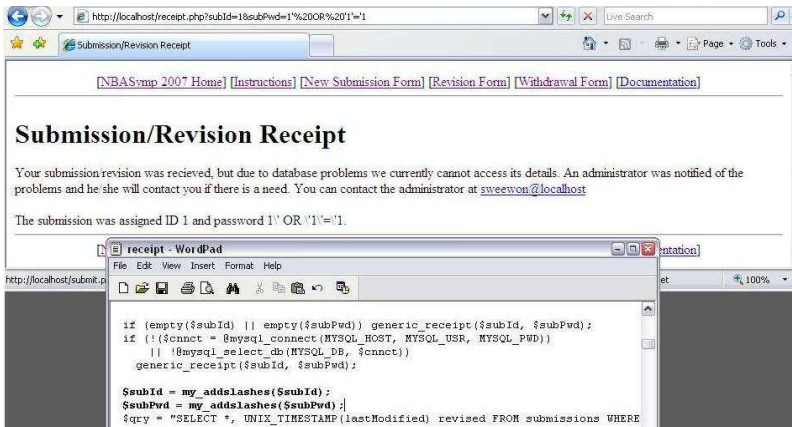 http://localhost/receipt.php?subId=1&subPwd=1'%20OR%20'1'='1
Live Search
Submission/Revision Receipt
Page
Tools
[NBASymp 2007 Home] [Instructions] [New Submission Form] [Revision Form] [Withdrawal Form] [Documentation]
Submission/Revision Receipt
Your submission/revision was recieved, but due to database problems we currently cannot access its details. An administrator was notified of the
problems and he/she will contact you if there is a need. You can contact the administrator at sweewon@localhost
The submission was assigned ID 1 and password 1\' OR \'1\'=\'1.
[N
entation]
receipt - WordPad
http://localhost/submit.p
et
100%
File Edit View Insert Format Help
if (empty($subId) || empty($subPwd)) generic_receipt($subId, $subPwd);
if (!($cnnct = @mysql_connect(MYSQL_HOST, MYSQL_USR, MYSQL_PWD))
|| !@mysql_select_db(MYSQL_DB, $cnnct))
generic_receipt($subId, $subPwd);
$subId = my_addslashes($subId);
$subPwd = my_addslashes($subPwd);
$qry = "SELECT *, UNIX_TIMESTAMP(lastModified) revised FROM submissions WHERE